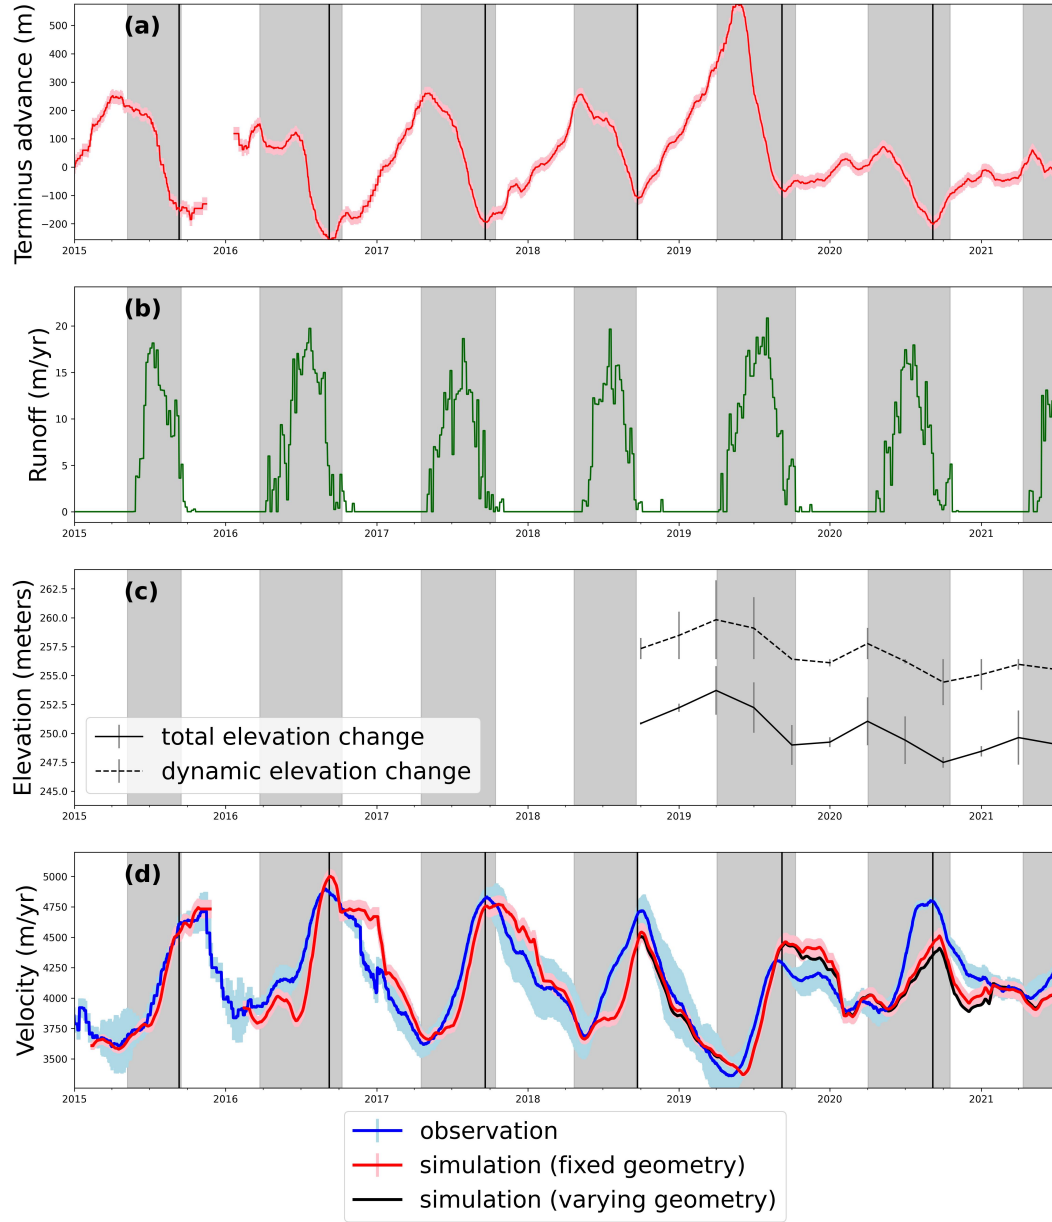 (a)
Terminus advance (m)
500
400
300
200
100
0
−100
−200
2015 2016 2017 2018 2019 2020 2021
(b)
Runoff (m/yr)
20
15
10
5
0
2015 2016 2017 2018 2019 2020 2021
(c)
Elevation (meters)
262.5
260.0
257.5
255.0
252.5
250.0
247.5
245.0
total elevation change
dynamic elevation change
2015 2016 2017 2018 2019 2020 2021
(d)
Velocity (m/yr)
5000
4750
4500
4250
4000
3750
3500
2015 2016 2017 2018 2019 2020 2021
observation
simulation (fixed geometry)
simulation (varying geometry)